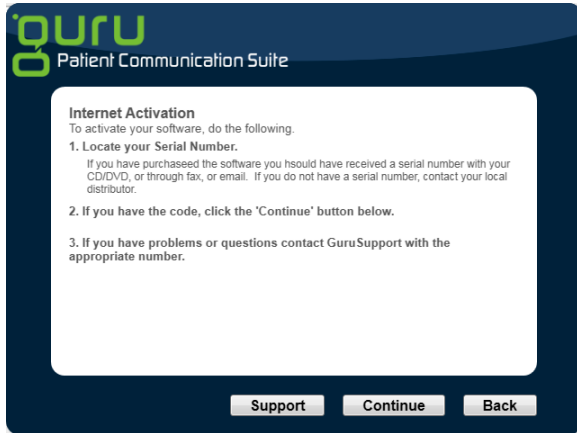 guru
Patient Communication Suite
Internet Activation
To activate your software, do the following.
1. Locate your Serial Number.
If you have purchaseed the software you hsould have received a serial number with your
CD/DVD, or through fax, or email. If you do not have a serial number, contact your local
distributor.
2. If you have the code, click the 'Continue' button below.
3. If you have problems or questions contact GuruSupport with the
appropriate number.
Support Continue Back